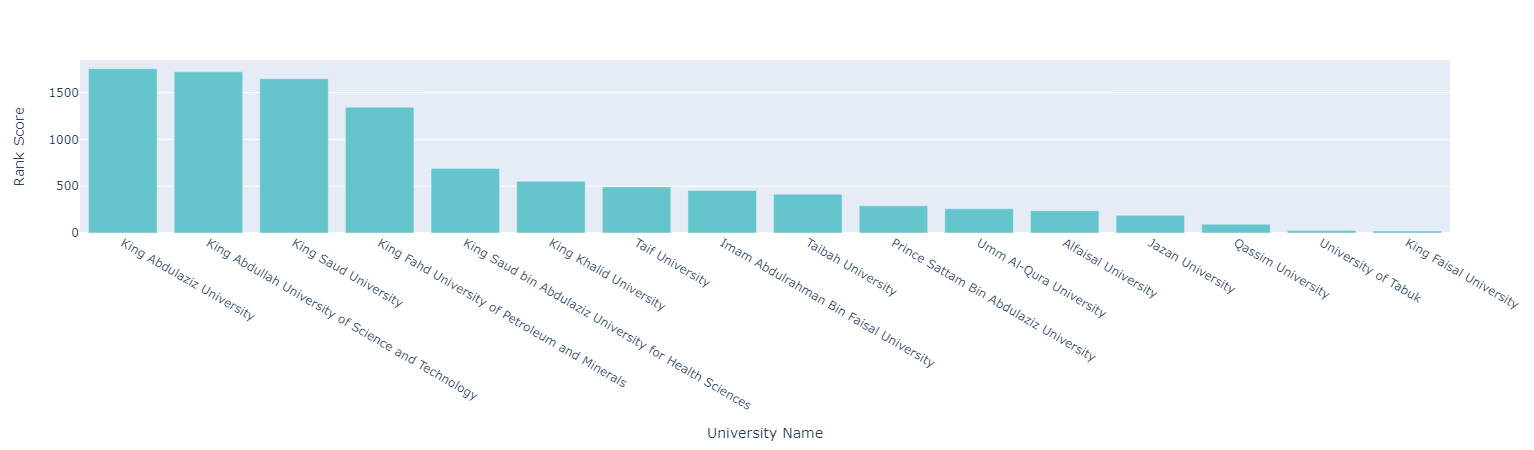 Rank Score
1500
1000
500
0
King Abdulaziz University
King Abdullah University of Science and Technology
King Saud University
King Fahd University of Petroleum and Minerals
King Saud bin Abdulaziz University for Health Sciences
King Khalid University
Taif University
Imam Abdulrahman Bin Faisal University
Taibah University
Prince Sattam Bin Abdulaziz University
Umm Al-Qura University
Alfaisal University
Jazan University
Qassim University
University of Tabuk
King Faisal University
University Name